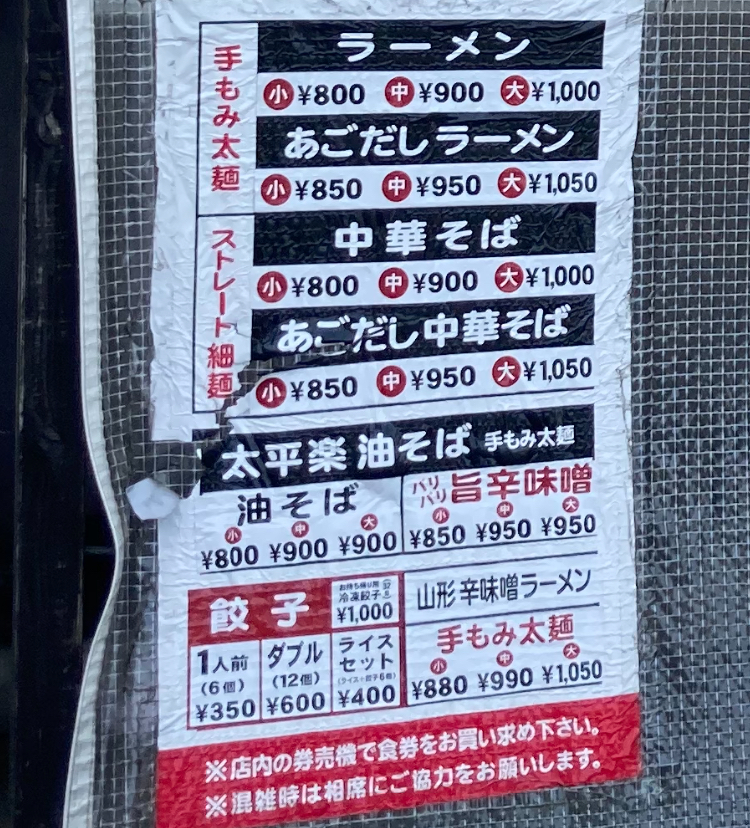 手もみ太麺
ラーメン
小 ¥800 中 ¥900 大 ¥1,000
あごだしラーメン
小 ¥850 中 ¥950 大 ¥1,050
ストレート細麺
中華そば
小 ¥800 中 ¥900 大 ¥1,000
あごだし中華そば
小 ¥850 中 ¥950 大 ¥1,050
太平楽 油そば 手もみ太麺
油そば
小 中 大
¥800 ¥900 ¥900
バリバリ 旨辛味噌
小 中 大
¥850 ¥950 ¥950
餃子
お持ち帰り用
冷凍餃子
¥1,000
1人前
(6個)
¥350
ダブル
(12個)
¥600
ライス
セット
(ライス+餃子6個)
¥400
山形 辛味噌ラーメン
手もみ太麺
小 中 大
¥880 ¥990 ¥1,050
※店内の券売機で食券をお買い求め下さい。
※混雑時は相席にご協力をお願いします。